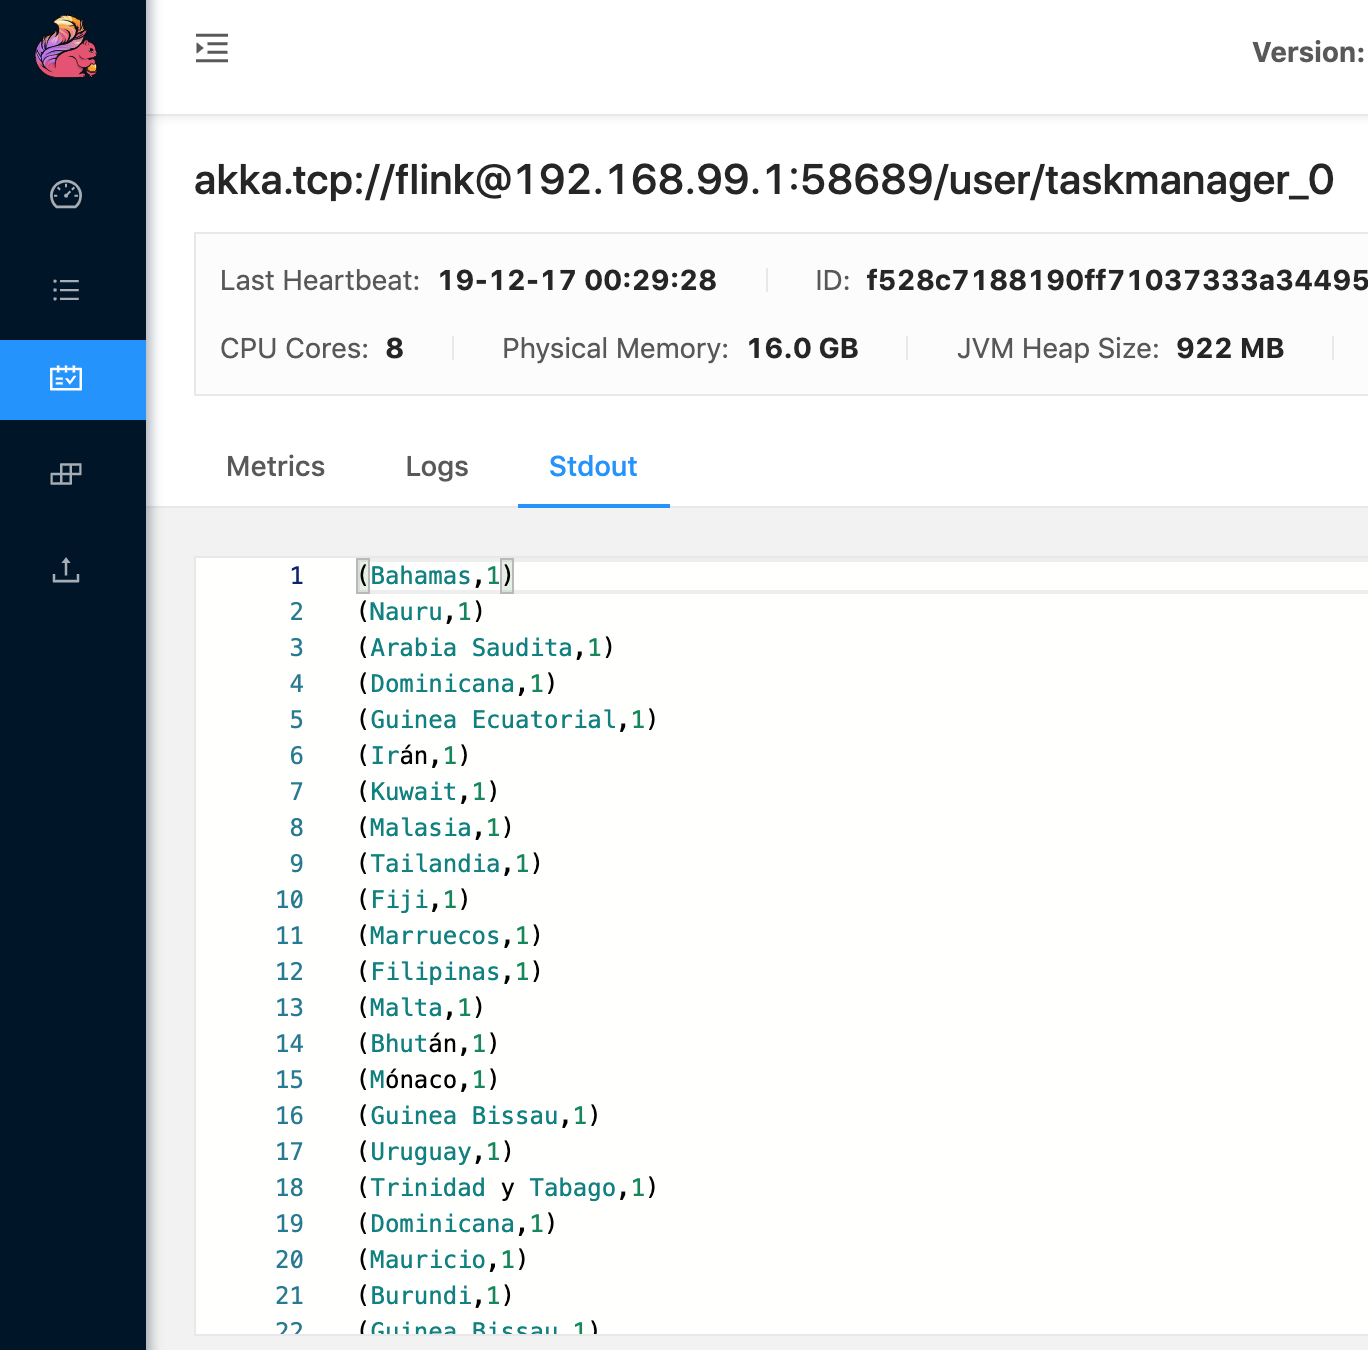 Version:
akka.tcp://flink@192.168.99.1:58689/user/taskmanager_0
Last Heartbeat: 19-12-17 00:29:28 ID: f528c7188190ff71037333a34495
CPU Cores: 8 Physical Memory: 16.0 GB JVM Heap Size: 922 MB
Metrics Logs Stdout
1 (Bahamas,1)
2 (Nauru,1)
3 (Arabia Saudita,1)
4 (Dominicana,1)
5 (Guinea Ecuatorial,1)
6 (Irán,1)
7 (Kuwait,1)
8 (Malasia,1)
9 (Tailandia,1)
10 (Fiji,1)
11 (Marruecos,1)
12 (Filipinas,1)
13 (Malta,1)
14 (Bhután,1)
15 (Mónaco,1)
16 (Guinea Bissau,1)
17 (Uruguay,1)
18 (Trinidad y Tabago,1)
19 (Dominicana,1)
20 (Mauricio,1)
21 (Burundi,1)
22 (Guinea Bissau,1)